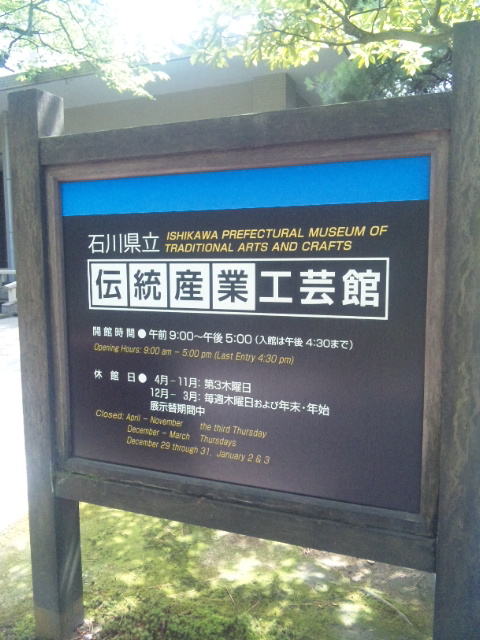 石川県立
ISHIKAWA PREFECTURAL MUSEUM OF
TRADITIONAL ARTS AND CRAFTS
伝統産業工芸館
開館時間●午前9:00～午後5:00(入館は午後4:30まで)
Opening Hours: 9:00 am – 5:00 pm (Last Entry 4:30 pm)
休館日● 4月－11月: 第3木曜日
12月－ 3月: 毎週木曜日および年末・年始
展示替期間中
Closed: April – November the third Thursday
December – March Thursdays
December 29 through 31, January 2 & 3